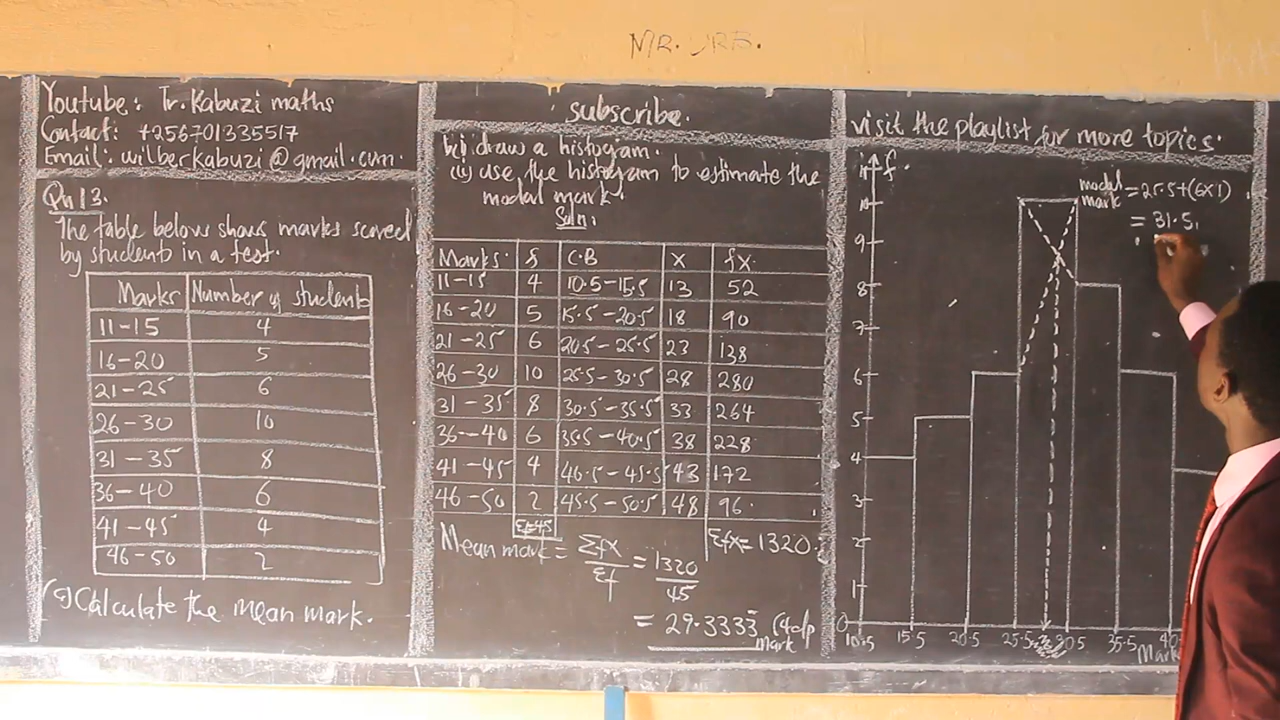 MR. JRB.
Youtube: Tr. Kabuzi maths
Contact: +256701335517
Email: wilberkabuzi@gmail.com.
Qn 13.
The table below shows marks scored
by students in a test.
Marks Number of students
11-15 4
16-20 5
21-25 6
26-30 10
31-35 8
36-40 6
41-45 4
46-50 2
(a) Calculate the mean mark.
subscribe.
b(i) draw a histogram.
(ii) use the histogram to estimate the
modal mark.
Soln:
Marks. f C.B x fx
11-15 4 10.5-15.5 13 52
16-20 5 15.5-20.5 18 90
21-25 6 20.5-25.5 23 138
26-30 10 25.5-30.5 28 280
31-35 8 30.5-35.5 33 264
36-40 6 35.5-40.5 38 228
41-45 4 40.5-45.5 43 172
46-50 2 45.5-50.5 48 96
Σf=45 Σfx=1320
Mean mark = Σfx/Σf = 1320/45
= 29.3333 (4dp
mark
visit the playlist for more topics.
f
modal mark = 25.5+(6x1)
= 31.5
10
9
8
7
6
5
4
3
2
1
0
10.5 15.5 20.5 25.5 30.5 35.5 40
Mark